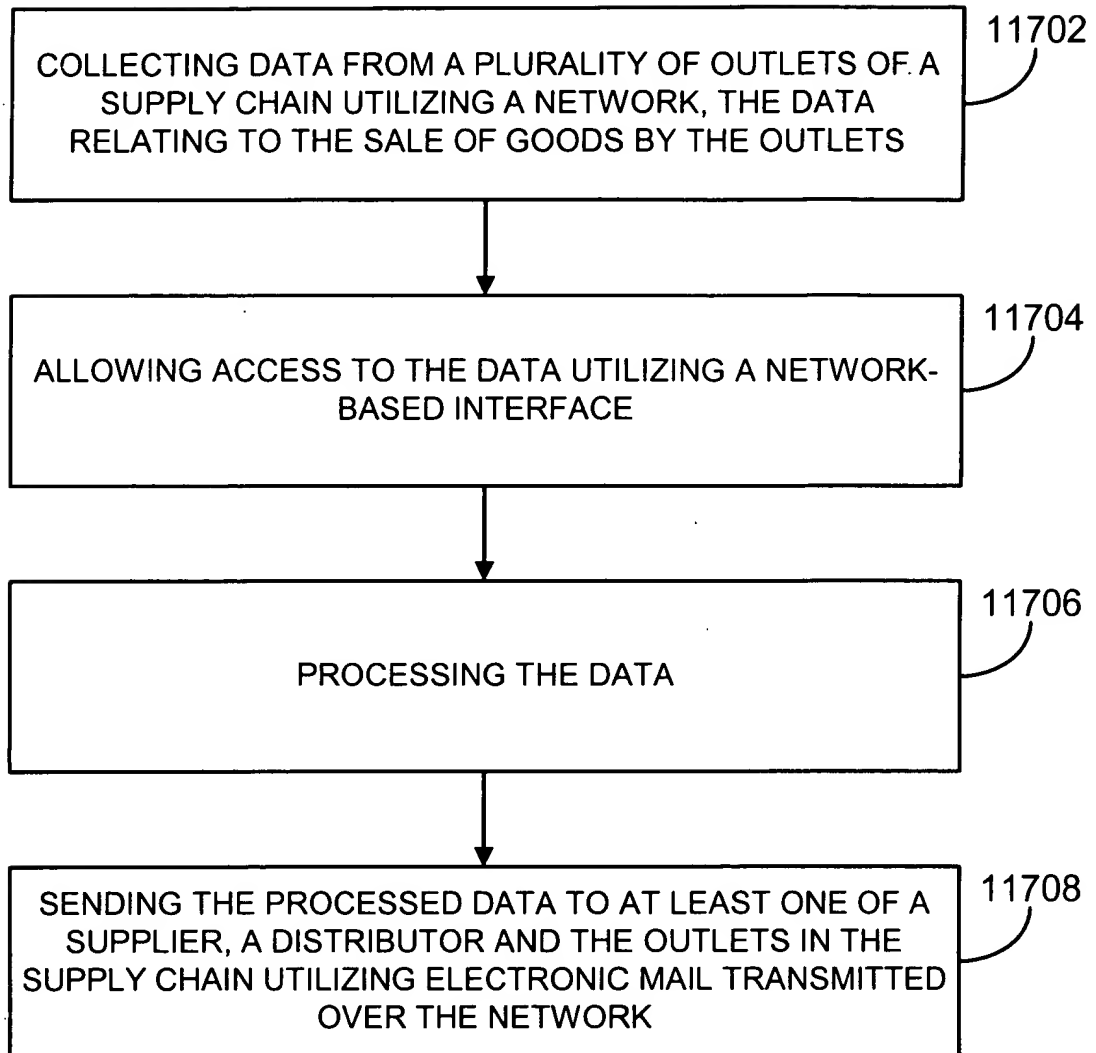 11702
COLLECTING DATA FROM A PLURALITY OF OUTLETS OF. A
SUPPLY CHAIN UTILIZING A NETWORK, THE DATA
RELATING TO THE SALE OF GOODS BY THE OUTLETS
11704
ALLOWING ACCESS TO THE DATA UTILIZING A NETWORK-
BASED INTERFACE
11706
PROCESSING THE DATA
11708
SENDING THE PROCESSED DATA TO AT LEAST ONE OF A
SUPPLIER, A DISTRIBUTOR AND THE OUTLETS IN THE
SUPPLY CHAIN UTILIZING ELECTRONIC MAIL TRANSMITTED
OVER THE NETWORK